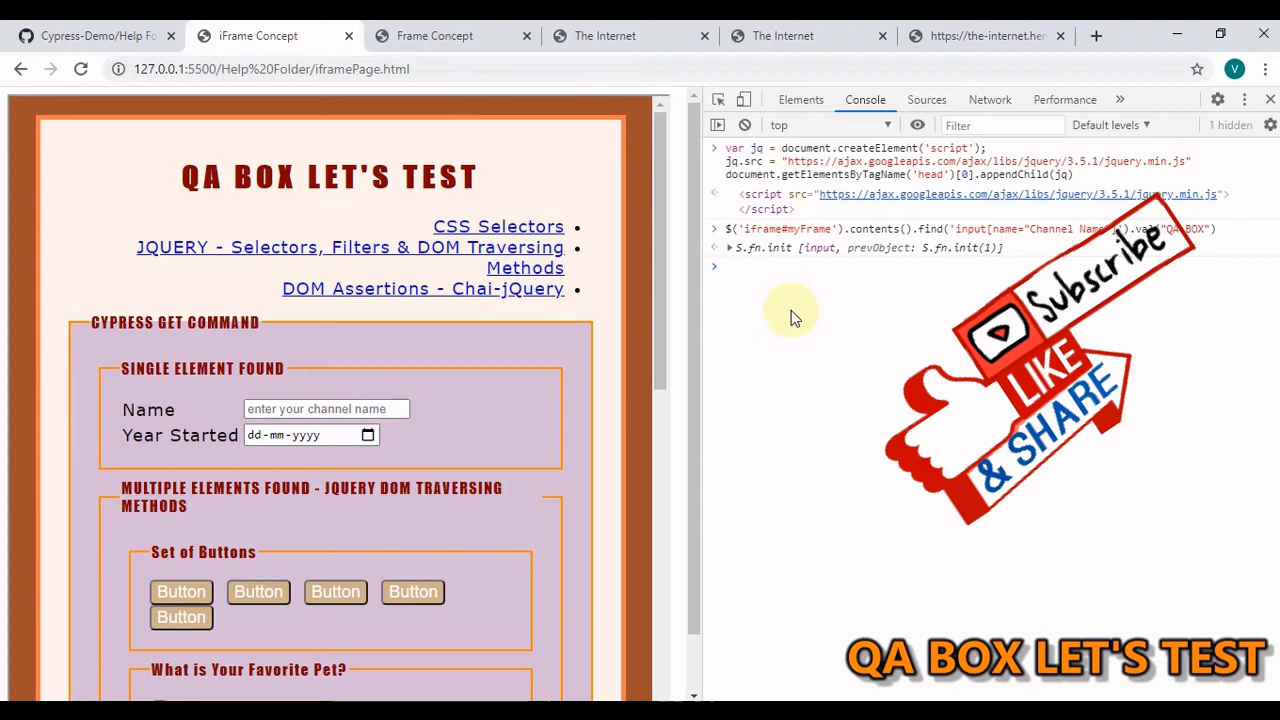 Cypress-Demo/Help Fo
iFrame Concept
Frame Concept
The Internet
The Internet
https://the-internet.her
127.0.0.1:5500/Help%20Folder/iframePage.html
V
QA BOX LET'S TEST
CSS Selectors
JQUERY - Selectors, Filters & DOM Traversing
Methods
DOM Assertions - Chai-jQuery
CYPRESS GET COMMAND
SINGLE ELEMENT FOUND
Name
enter your channel name
Year Started
dd-mm-yyyy
MULTIPLE ELEMENTS FOUND - JQUERY DOM TRAVERSING
METHODS
Set of Buttons
Button Button Button Button
Button
What is Your Favorite Pet?
Elements Console Sources Network Performance
top
Filter
Default levels
1 hidden
var jq = document.createElement('script');
jq.src = "https://ajax.googleapis.com/ajax/libs/jquery/3.5.1/jquery.min.js"
document.getElementsByTagName('head')[0].appendChild(jq)
<script src="https://ajax.googleapis.com/ajax/libs/jquery/3.5.1/jquery.min.js">
</script>
$('iframe#myFrame').contents().find('input[name="Channel
S.fn.init [input, prevObject: S.fn.init(1)]
Subscribe
LIKE
& SHARE
QA BOX LET'S TEST